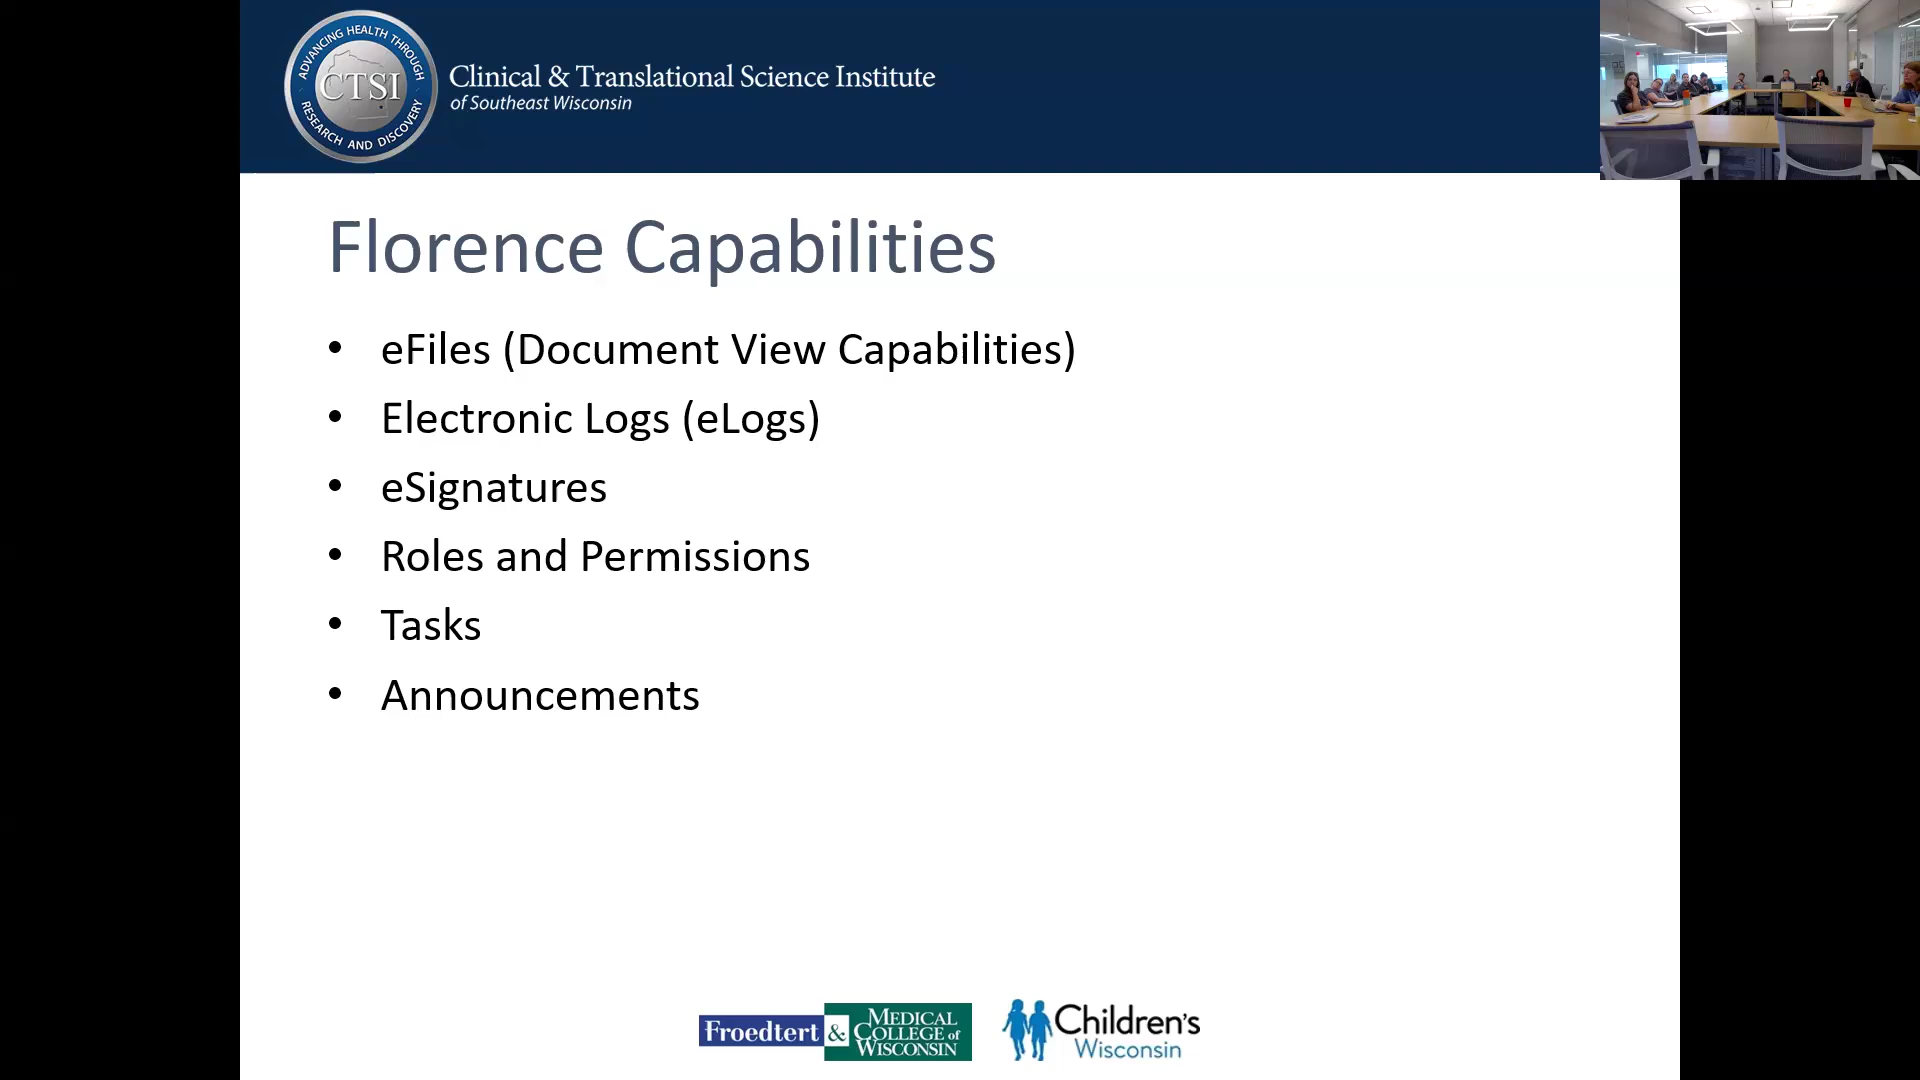 ADVANCING HEALTH THROUGH
CTSI
RESEARCH AND DISCOVERY
Clinical & Translational Science Institute
of Southeast Wisconsin
Florence Capabilities
• eFiles (Document View Capabilities)
• Electronic Logs (eLogs)
• eSignatures
• Roles and Permissions
• Tasks
• Announcements
Froedtert &
MEDICAL
COLLEGE of
WISCONSIN
Children's
Wisconsin